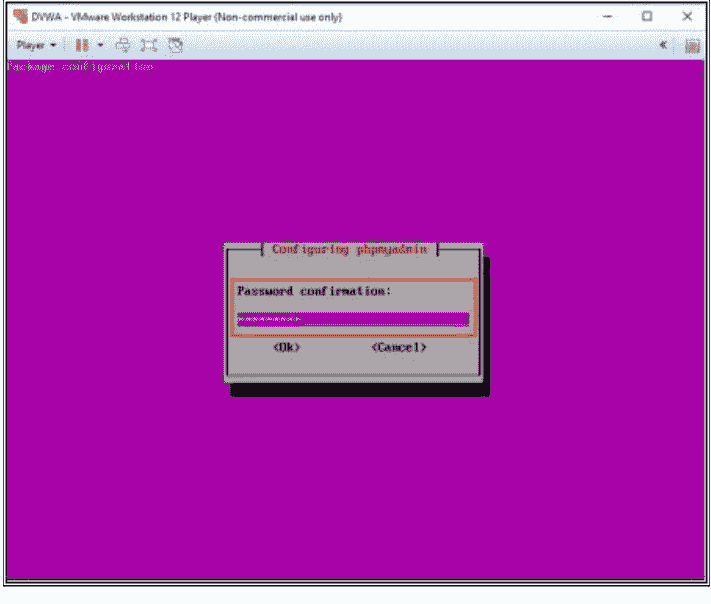 DVWA - VMware Workstation 12 Player (Non-commercial use only)
Player
Package configuration
Configuring phpmyadmin
Password confirmation:
*********
<Ok> <Cancel>